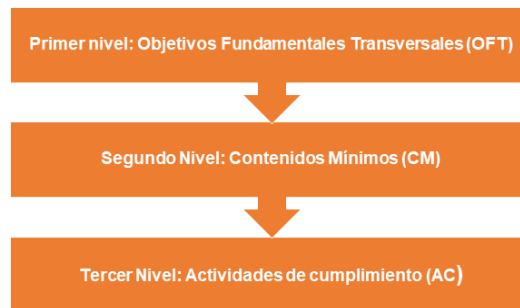 Primer nivel: Objetivos Fundamentales Transversales (OFT)
Segundo Nivel: Contenidos Mínimos (CM)
Tercer Nivel: Actividades de cumplimiento (AC)